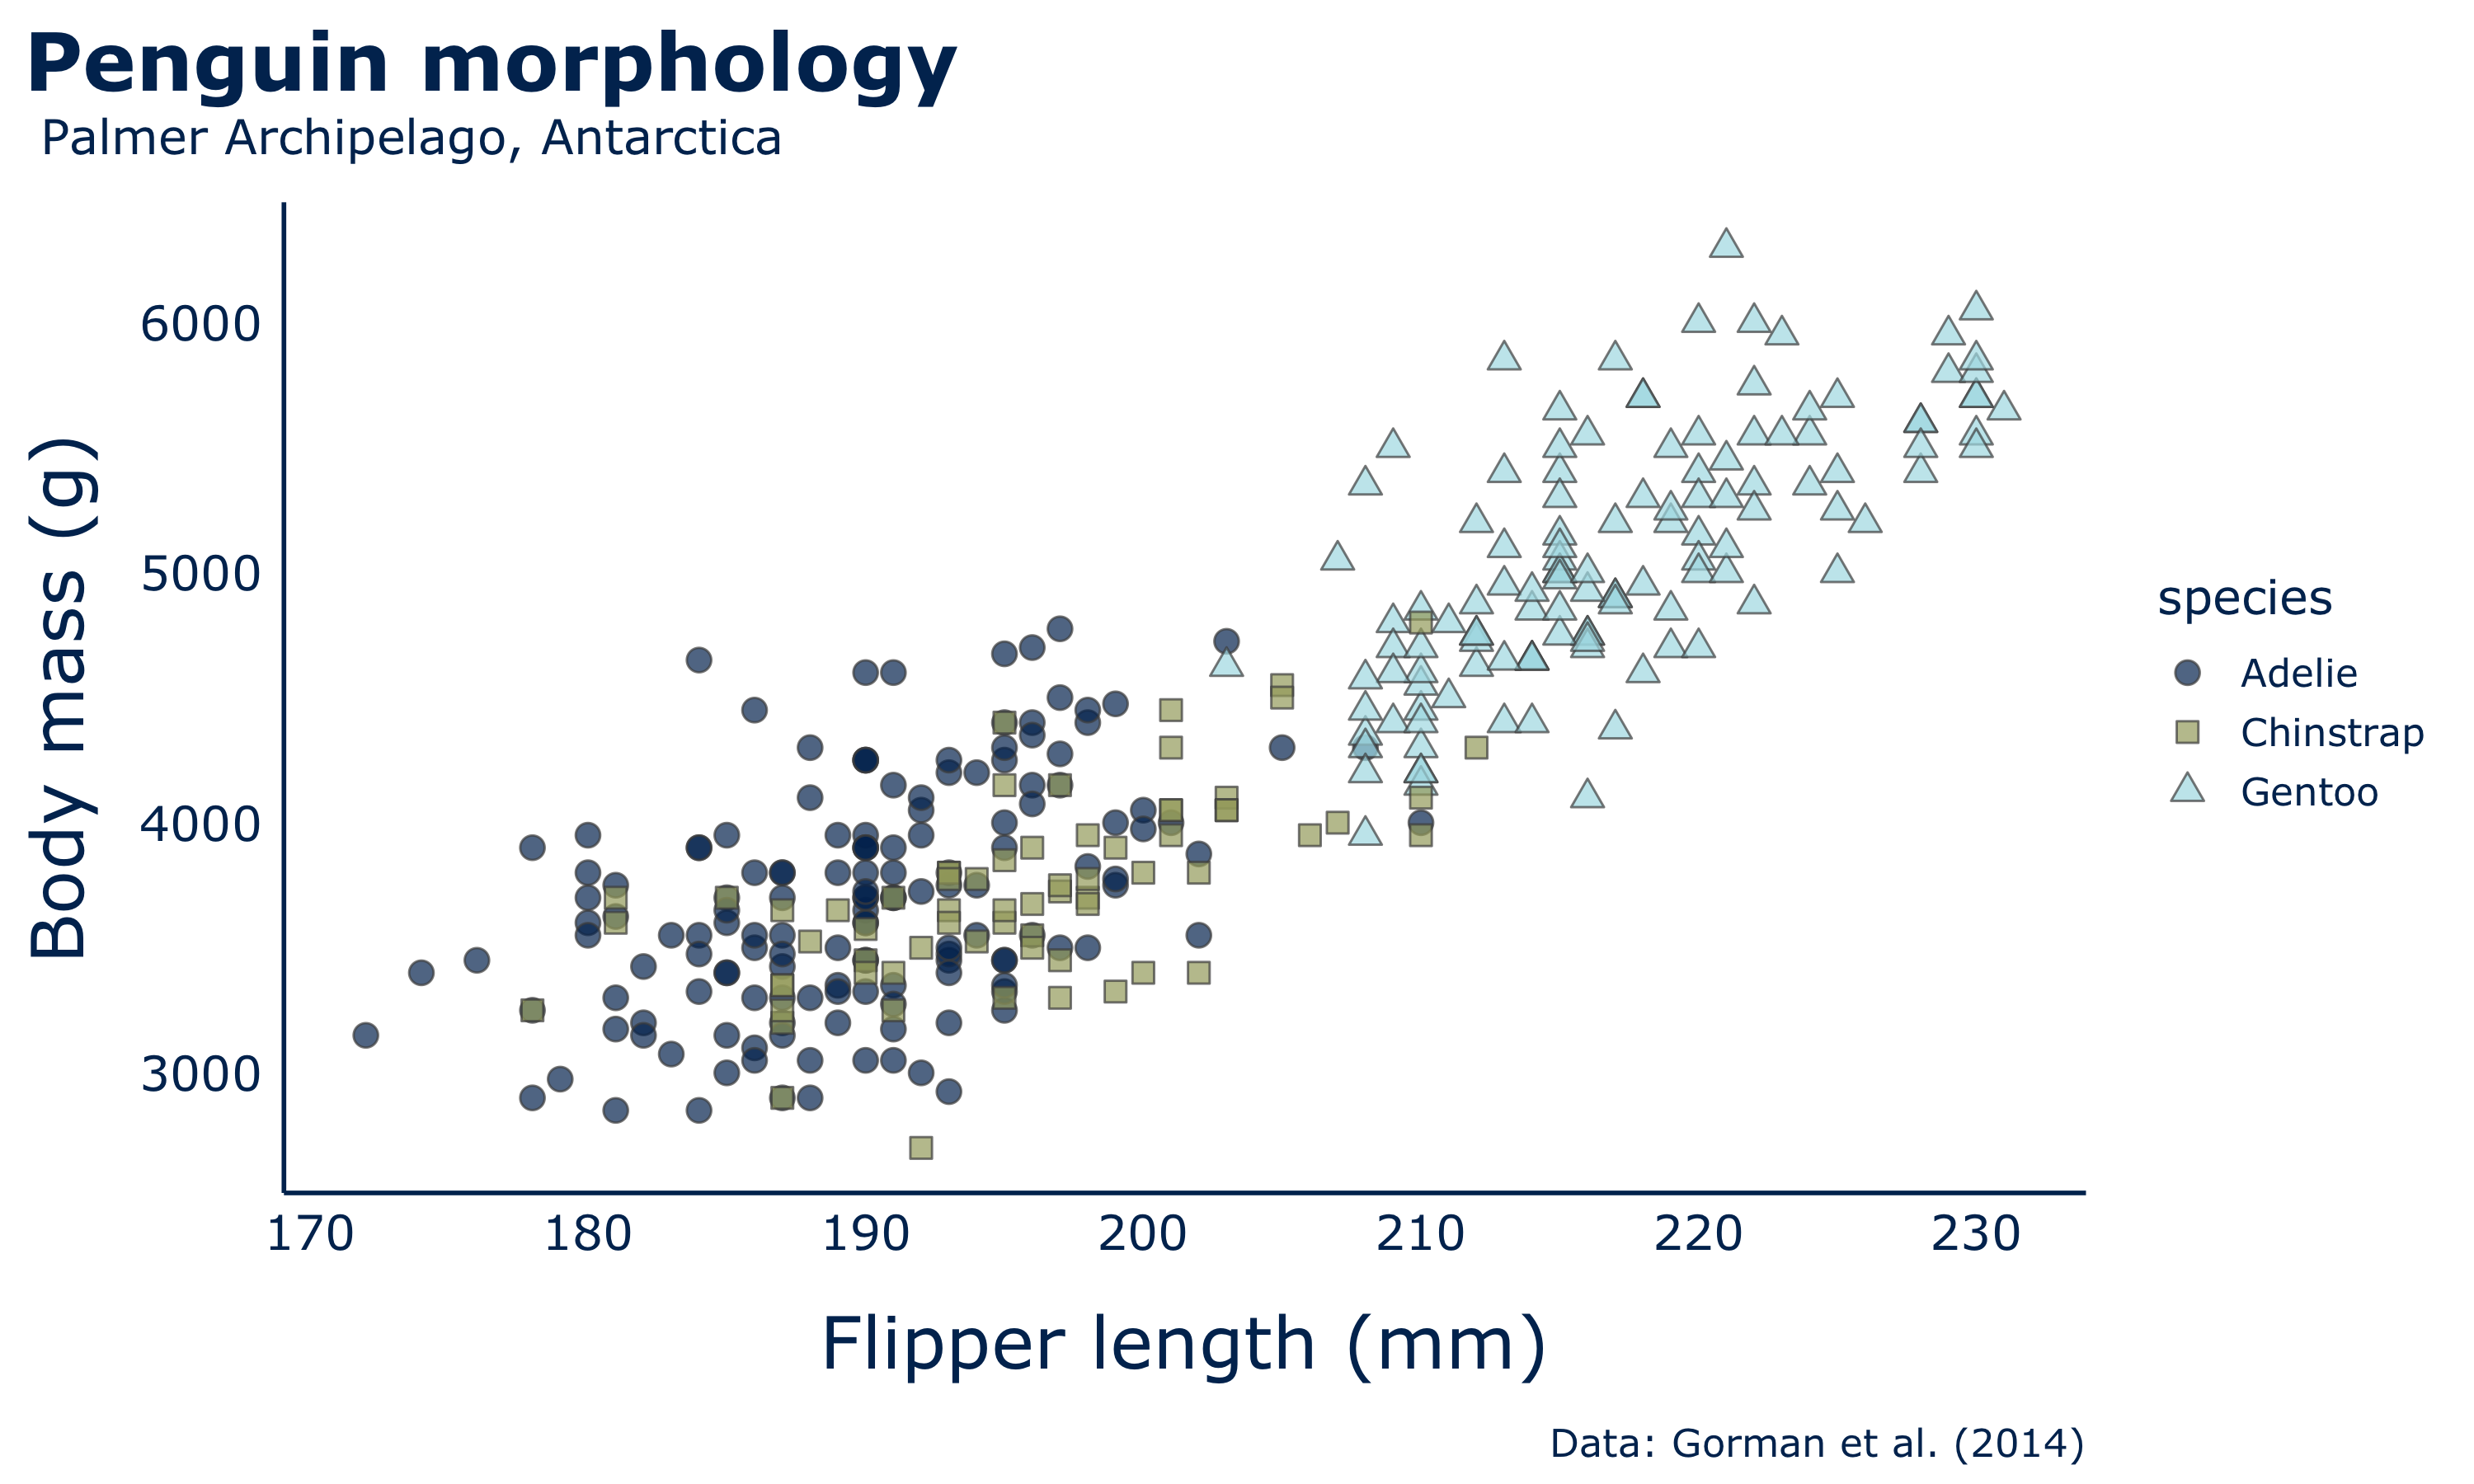 Penguin morphology
Palmer Archipelago, Antarctica
Body mass (g)
6000
5000
4000
3000
170 180 190 200 210 220 230
Flipper length (mm)
species
Adelie
Chinstrap
Gentoo
Data: Gorman et al. (2014)